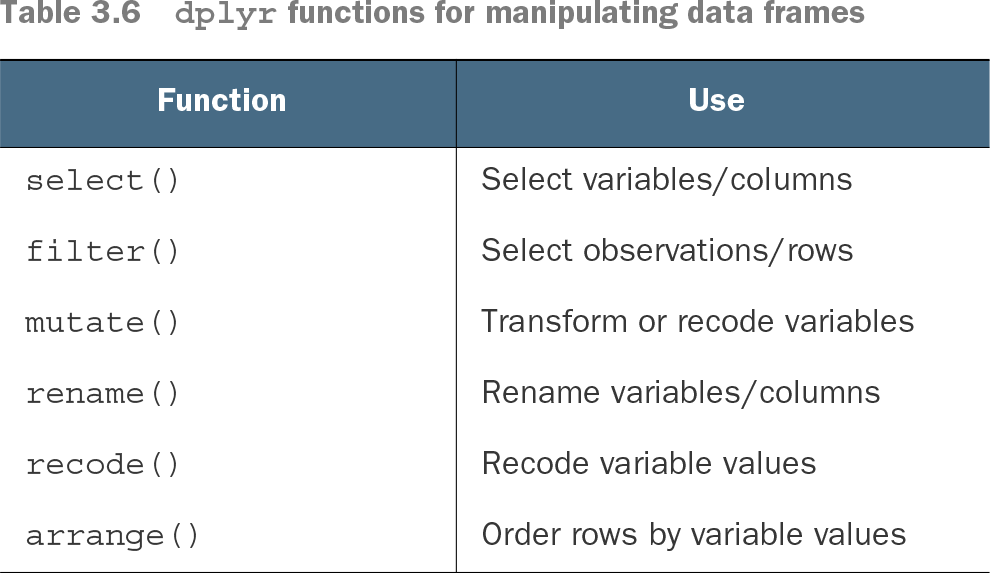 Table 3.6 dplyr functions for manipulating data frames
Function Use
select() Select variables/columns
filter() Select observations/rows
mutate() Transform or recode variables
rename() Rename variables/columns
recode() Recode variable values
arrange() Order rows by variable values